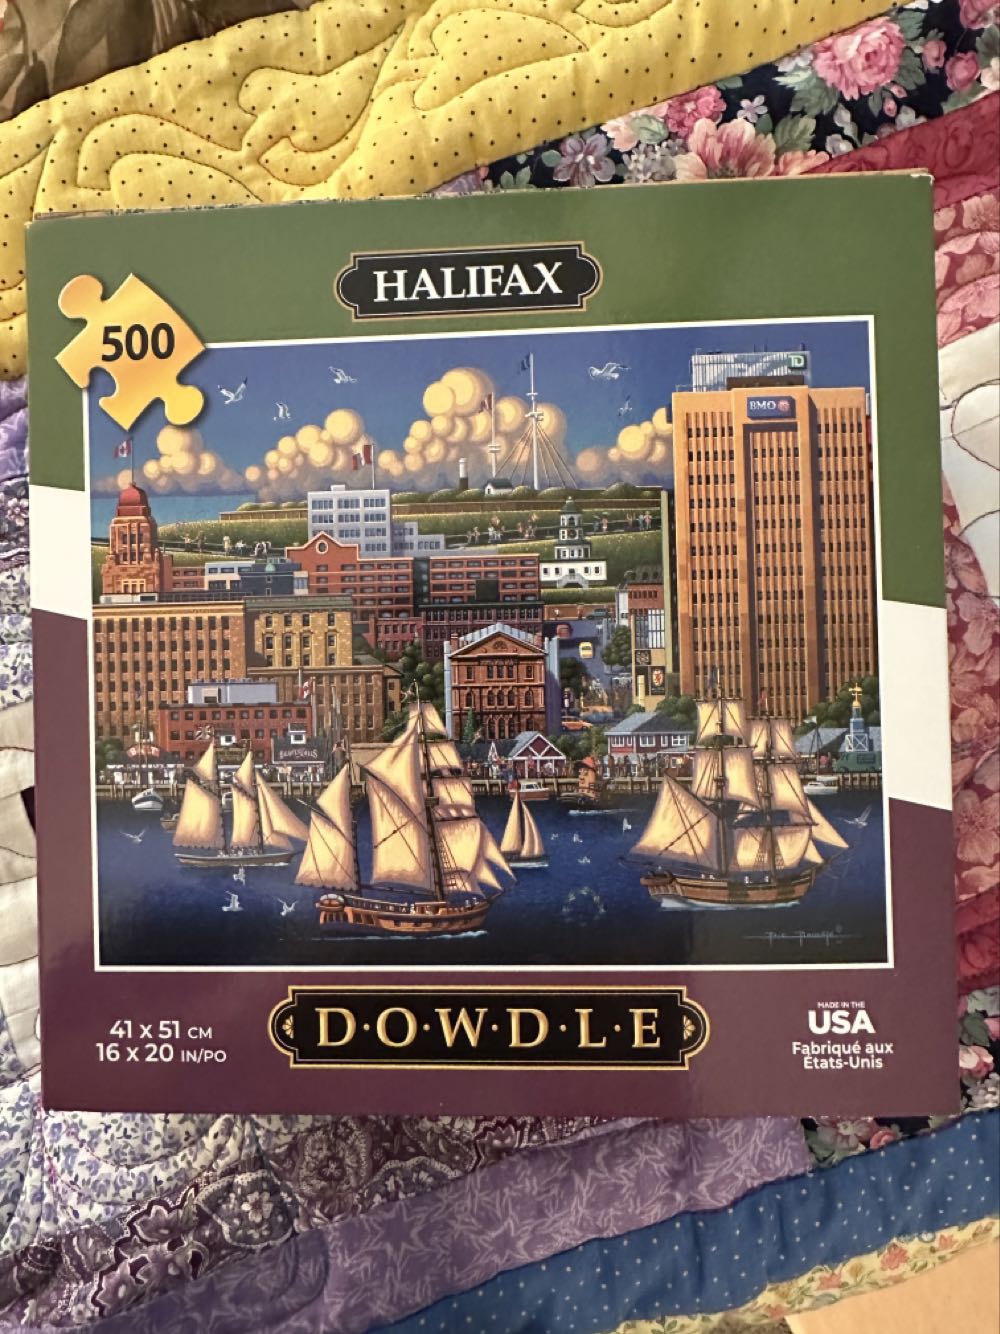 HALIFAX
500
TD
BMO
D·O·W·D·L·E
41 x 51 CM
16 x 20 IN/PO
MADE IN THE
USA
Fabriqué aux
États-Unis